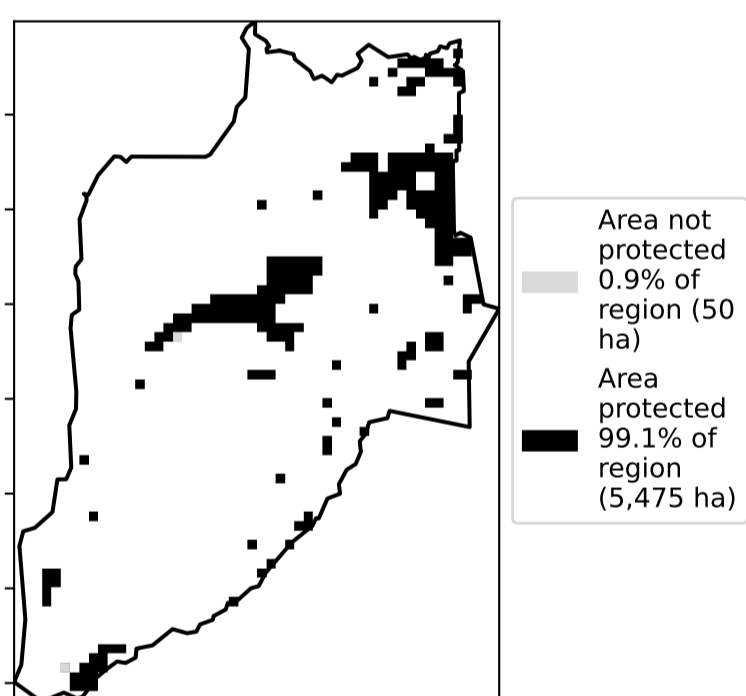 Area not
protected
0.9% of
region (50
ha)
Area
protected
99.1% of
region
(5,475 ha)